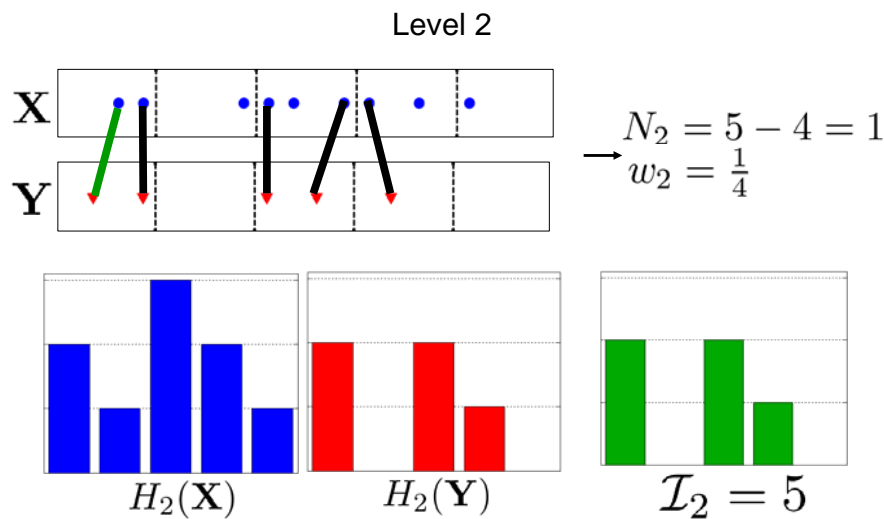 Level 2
X
Y
N₂ = 5 − 4 = 1
w₂ = 1/4
H₂(X)
H₂(Y)
𝓘₂ = 5